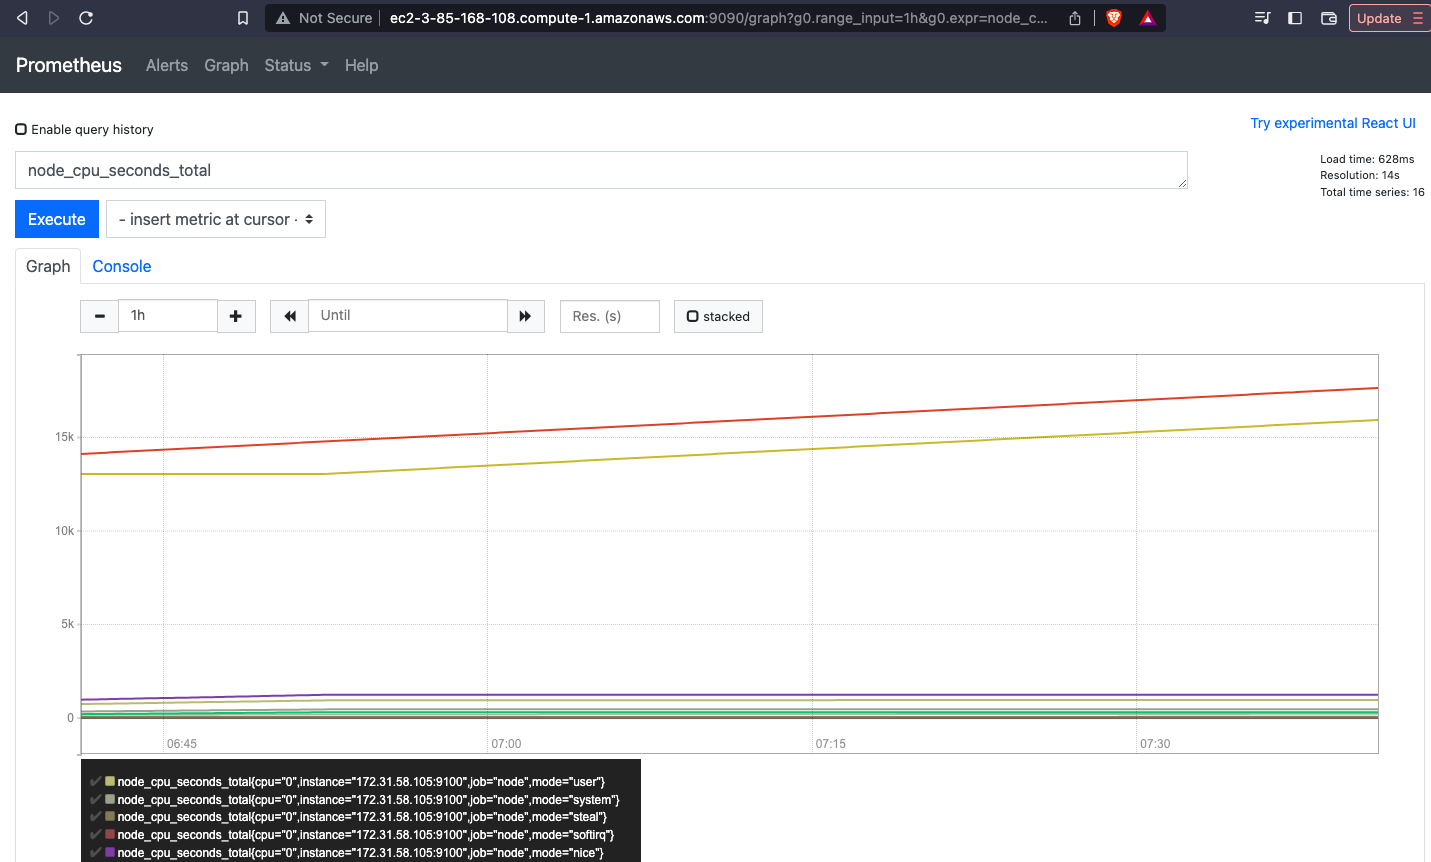 Not Secure ec2-3-85-168-108.compute-1.amazonaws.com:9090/graph?g0.range_input=1h&g0.expr=node_c... Update
Prometheus Alerts Graph Status Help
Enable query history
Try experimental React UI
node_cpu_seconds_total
Load time: 628ms
Resolution: 14s
Total time series: 16
Execute - insert metric at cursor -
Graph Console
1h Until Res. (s) stacked
15k
10k
5k
0
06:45 07:00 07:15 07:30
node_cpu_seconds_total{cpu="0",instance="172.31.58.105:9100",job="node",mode="user"}
node_cpu_seconds_total{cpu="0",instance="172.31.58.105:9100",job="node",mode="system"}
node_cpu_seconds_total{cpu="0",instance="172.31.58.105:9100",job="node",mode="steal"}
node_cpu_seconds_total{cpu="0",instance="172.31.58.105:9100",job="node",mode="softirq"}
node_cpu_seconds_total{cpu="0",instance="172.31.58.105:9100",job="node",mode="nice"}